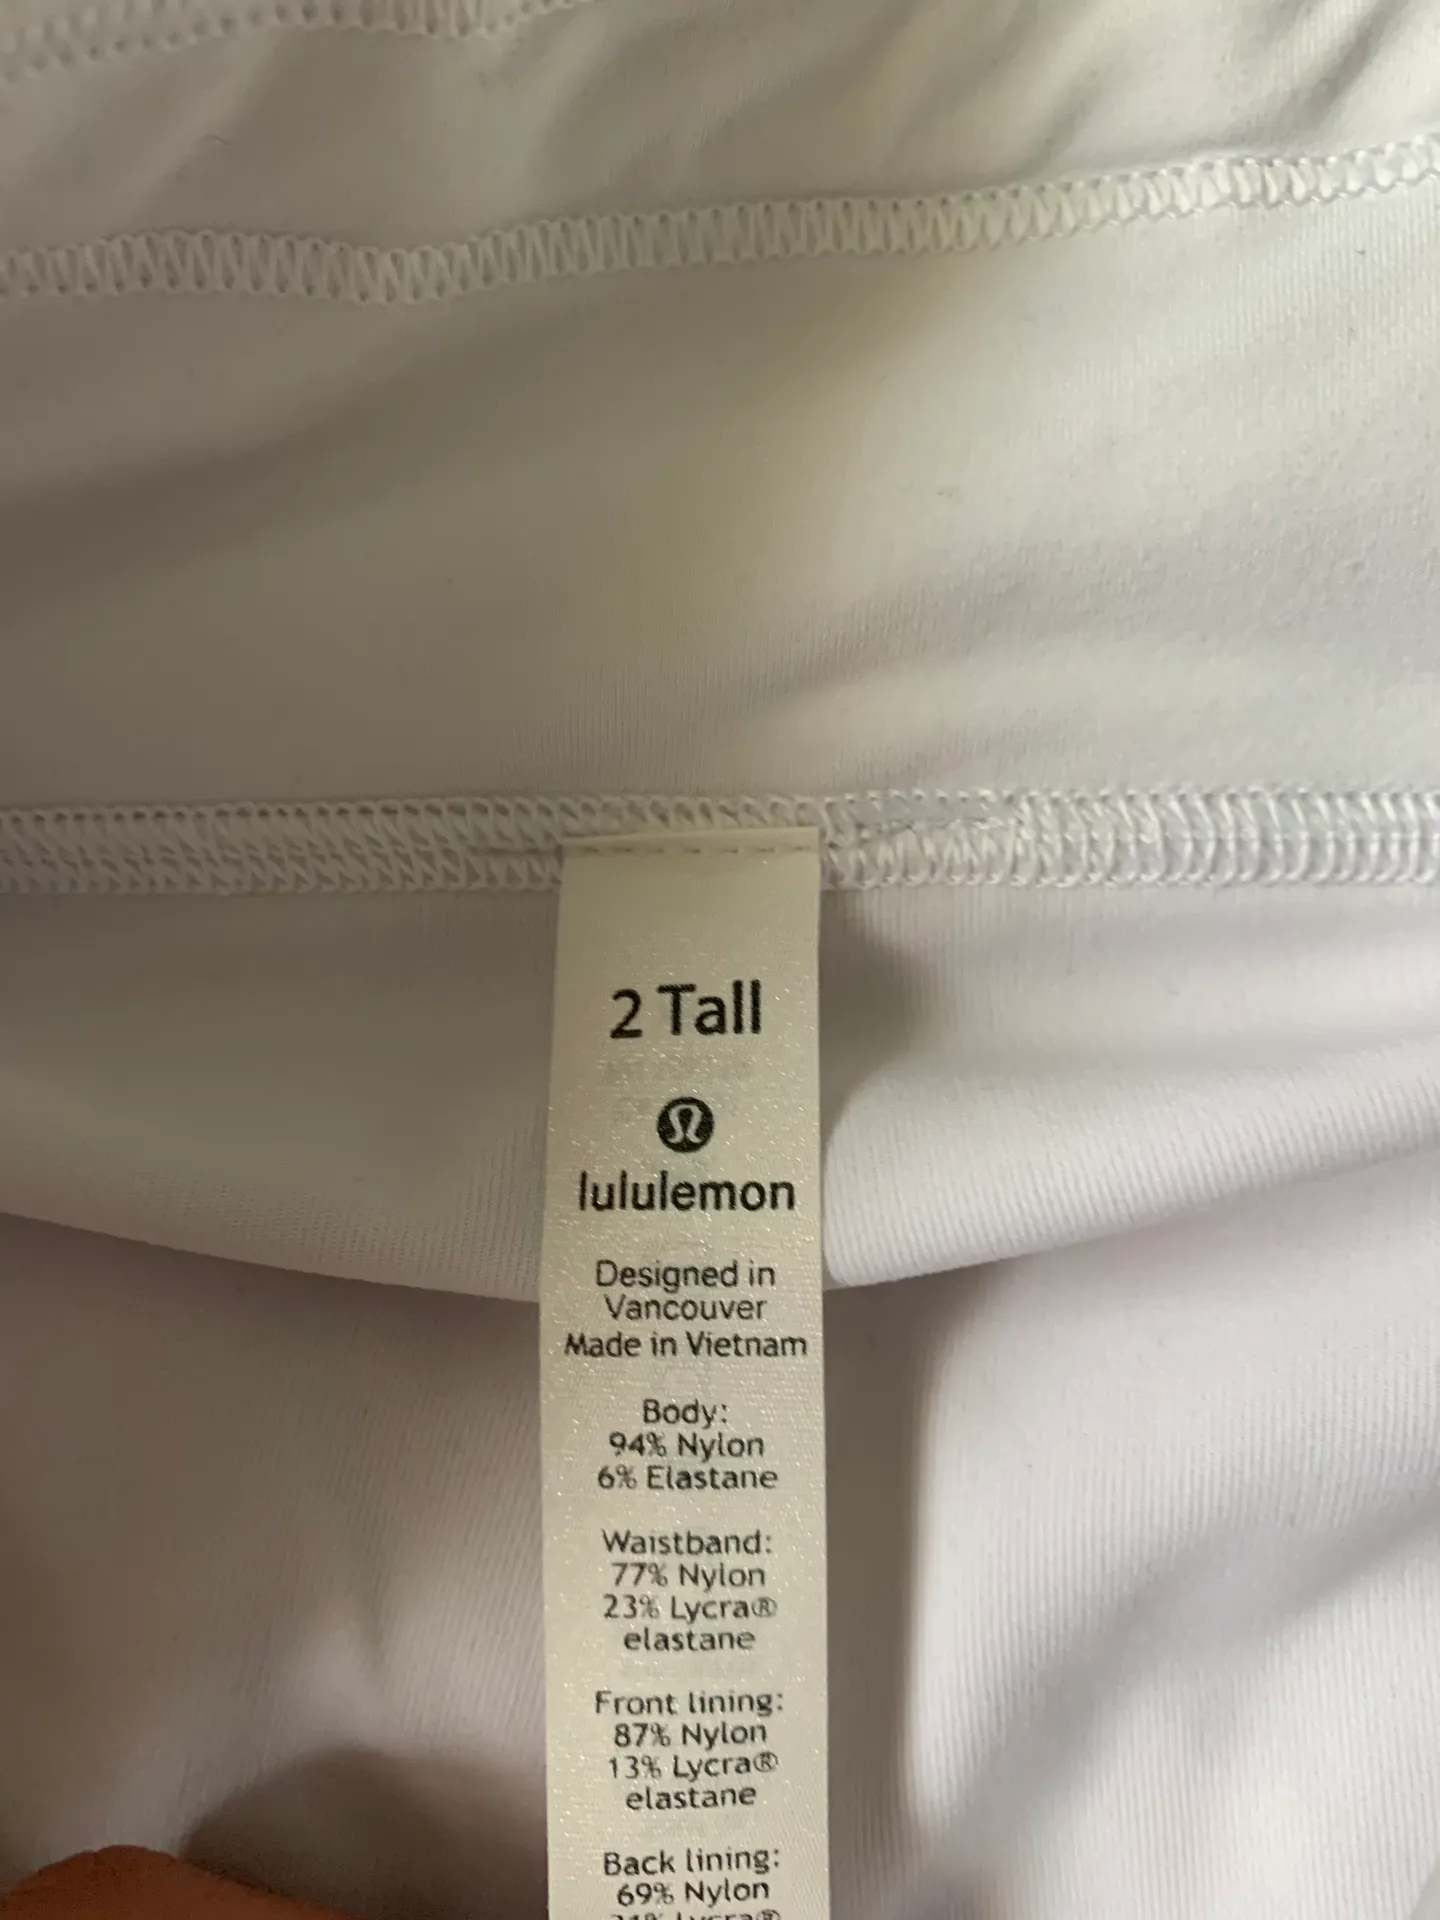 2 Tall
lululemon
Designed in
Vancouver
Made in Vietnam
Body:
94% Nylon
6% Elastane
Waistband:
77% Nylon
23% Lycra®
elastane
Front lining:
87% Nylon
13% Lycra®
elastane
Back lining:
69% Nylon
Lycra®